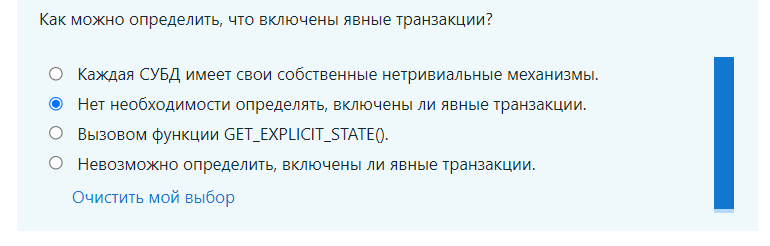 Как можно определить, что включены явные транзакции?
Каждая СУБД имеет свои собственные нетривиальные механизмы.
Нет необходимости определять, включены ли явные транзакции.
Вызовом функции GET_EXPLICIT_STATE().
Невозможно определить, включены ли явные транзакции.
Очистить мой выбор